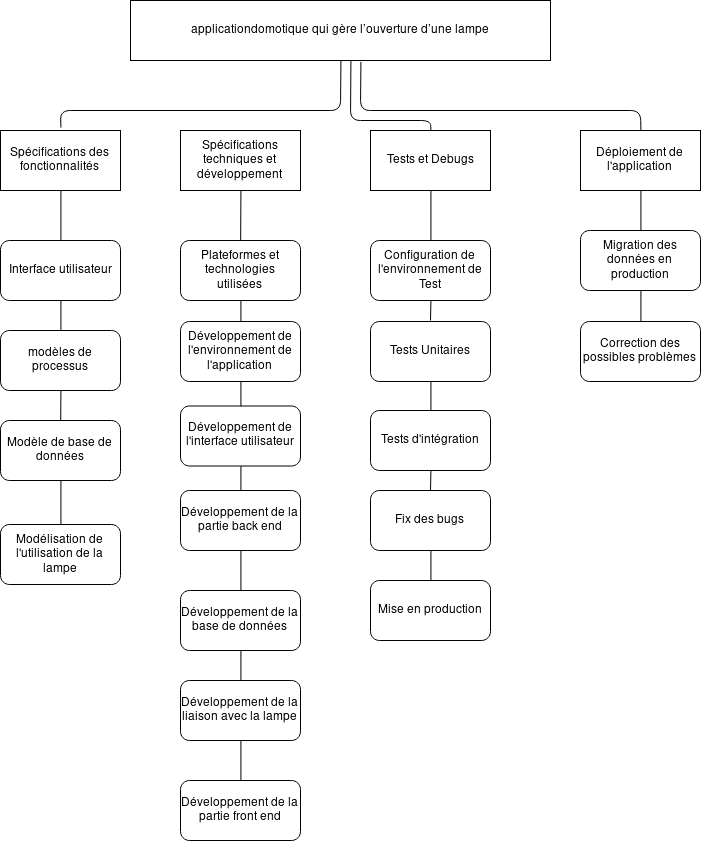 applicationdomotique qui gère l’ouverture d’une lampe
Spécifications des
fonctionnalités
Interface utilisateur
modèles de
processus
Modèle de base de
données
Modélisation de
l'utilisation de la
lampe
Spécifications
techniques et
développement
Plateformes et
technologies
utilisées
Développement de
l'environnement de
l'application
Développement de
l'interface utilisateur
Développement de la
partie back end
Développement de la
base de données
Développement de la
liaison avec la lampe
Développement de la
partie front end
Tests et Debugs
Configuration de
l'environnement de
Test
Tests Unitaires
Tests d'intégration
Fix des bugs
Mise en production
Déploiement de
l'application
Migration des
données en
production
Correction des
possibles problèmes